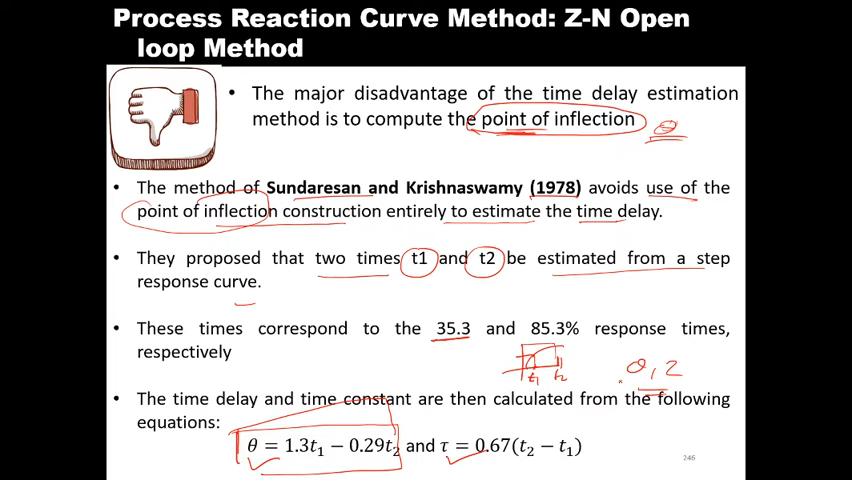 Process Reaction Curve Method: Z-N Open
loop Method
• The major disadvantage of the time delay estimation
method is to compute the point of inflection
θ
• The method of Sundaresan and Krishnaswamy (1978) avoids use of the
point of inflection construction entirely to estimate the time delay.
• They proposed that two times t1 and t2 be estimated from a step
response curve.
• These times correspond to the 35.3 and 85.3% response times,
respectively
t1 t2
• The time delay and time constant are then calculated from the following
equations:
θ = 1.3t₁ − 0.29t₂ and τ = 0.67(t₂ − t₁)
246